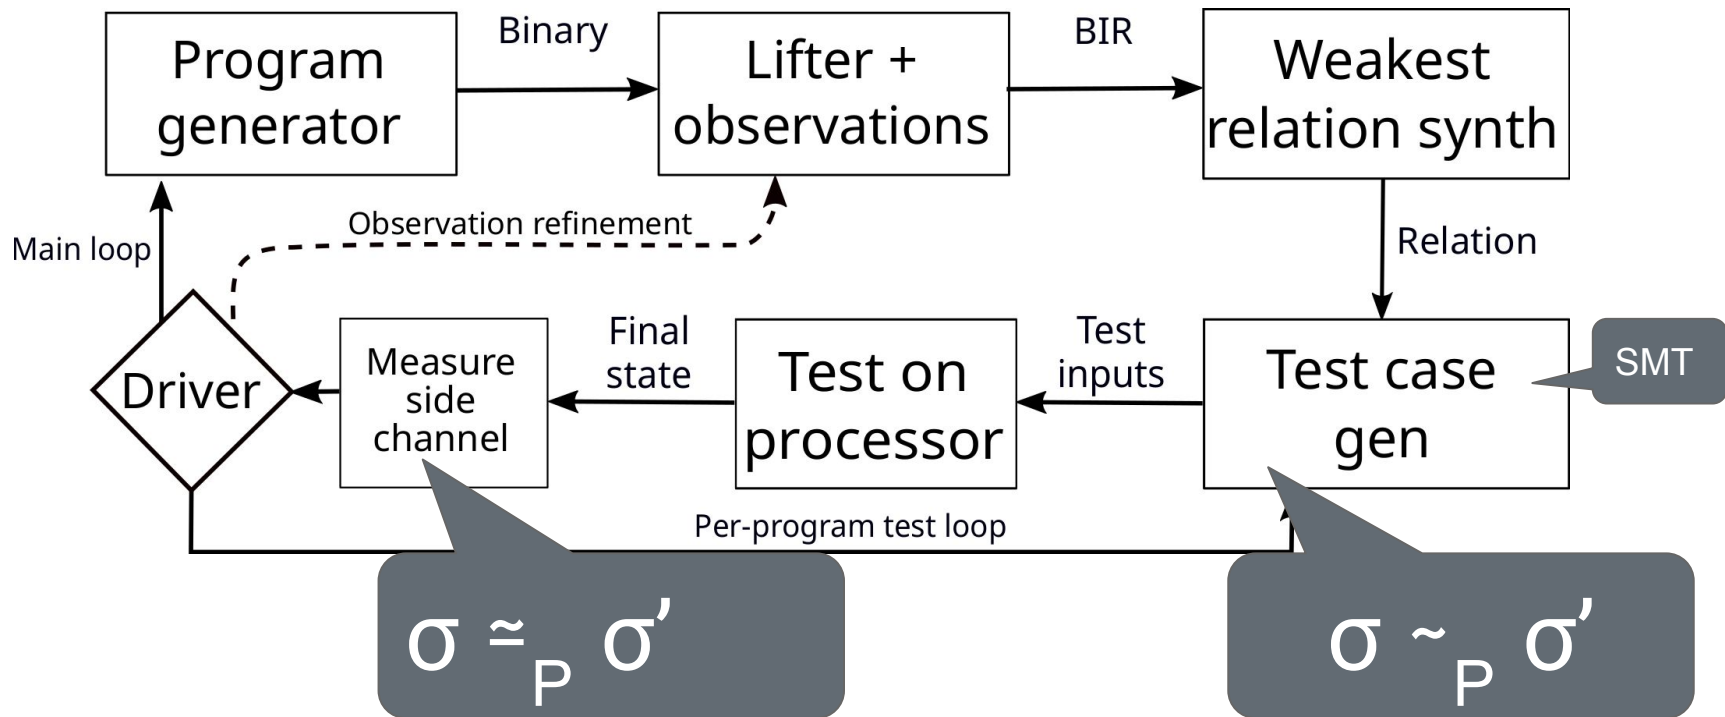 Program
generator
Binary
Lifter +
observations
BIR
Weakest
relation synth
Observation refinement
Main loop
Relation
Driver
Measure
side
channel
Final
state
Test on
processor
Test
inputs
Test case
gen
SMT
Per-program test loop
σ ≃P σ’
σ ~P σ’